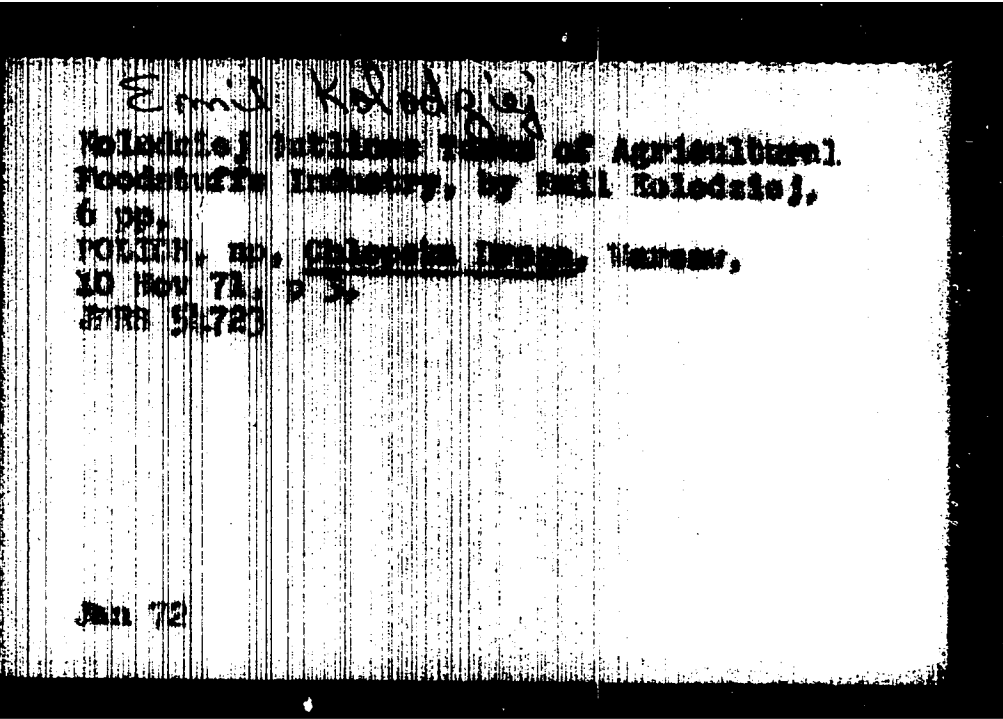 Emil Kolodziej
Kolodziej Outlines Tasks of Agricultural
Foodstuffs Industry, by Emil Kolodziej,
6 pp.
POLISH, np, Chlopska Droga, Warsaw,
10 Nov 71, p 3.
JPRS 54723
Jan 72